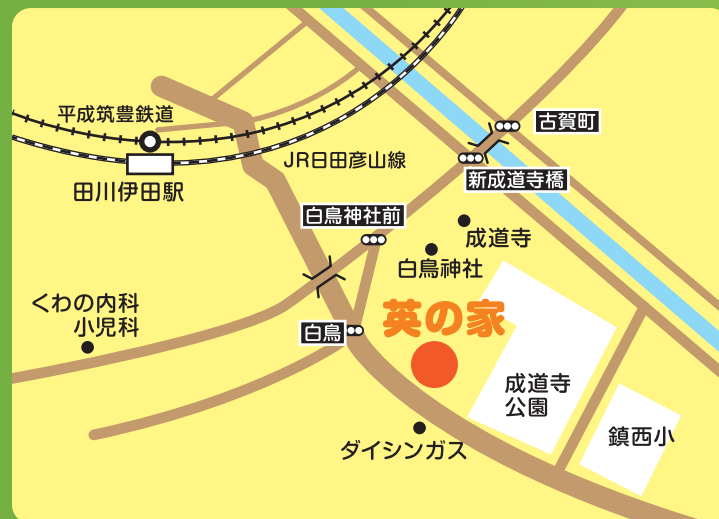 平成筑豊鉄道
古賀町
JR日田彦山線
田川伊田駅
新成道寺橋
白鳥神社前
成道寺
白鳥神社
くわの内科
小児科
英の家
白鳥
成道寺
公園
鎮西小
ダイシンガス